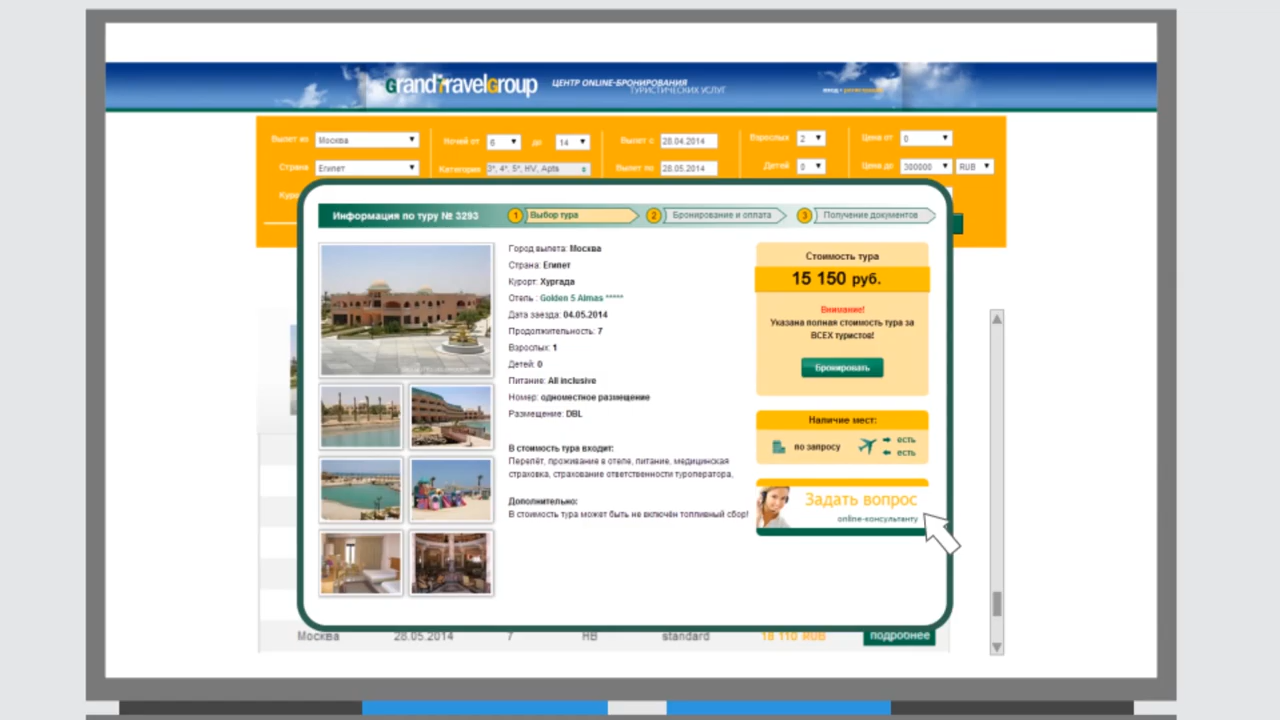 GrandTravelGroup
ЦЕНТР ONLINE-БРОНИРОВАНИЯ
ТУРИСТИЧЕСКИХ УСЛУГ
вход • регистрация
Вылет из Москва Ночей от 6 до 14 Вылет с 28.04.2014 Взрослых 2 Цена от 0
Страна Египет Категория 3*, 4*, 5*, HV, Apts Вылет по 28.05.2014 Детей 0 Цена до 300000 RUB
Информация по туру № 3293
1 Выбор тура 2 Бронирование и оплата 3 Получение документов
Город вылета: Москва
Страна: Египет
Курорт: Хургада
Отель : Golden 5 Almas *****
Дата заезда: 04.05.2014
Продолжительность: 7
Взрослых: 1
Детей: 0
Питание: All inclusive
Номер: одноместное размещение
Размещение: DBL
В стоимость тура входит:
Перелёт, проживание в отеле, питание, медицинская
страховка, страхование ответственности туроператора,
Дополнительно:
В стоимость тура может быть не включён топливный сбор!
Стоимость тура
15 150 руб.
Внимание!
Указана полная стоимость тура за
ВСЕХ туристов!
Бронировать
Наличие мест:
по запросу
есть
есть
Задать вопрос
online-консультанту
Москва 28.05.2014 7 HB standard 18 110 RUB подробнее